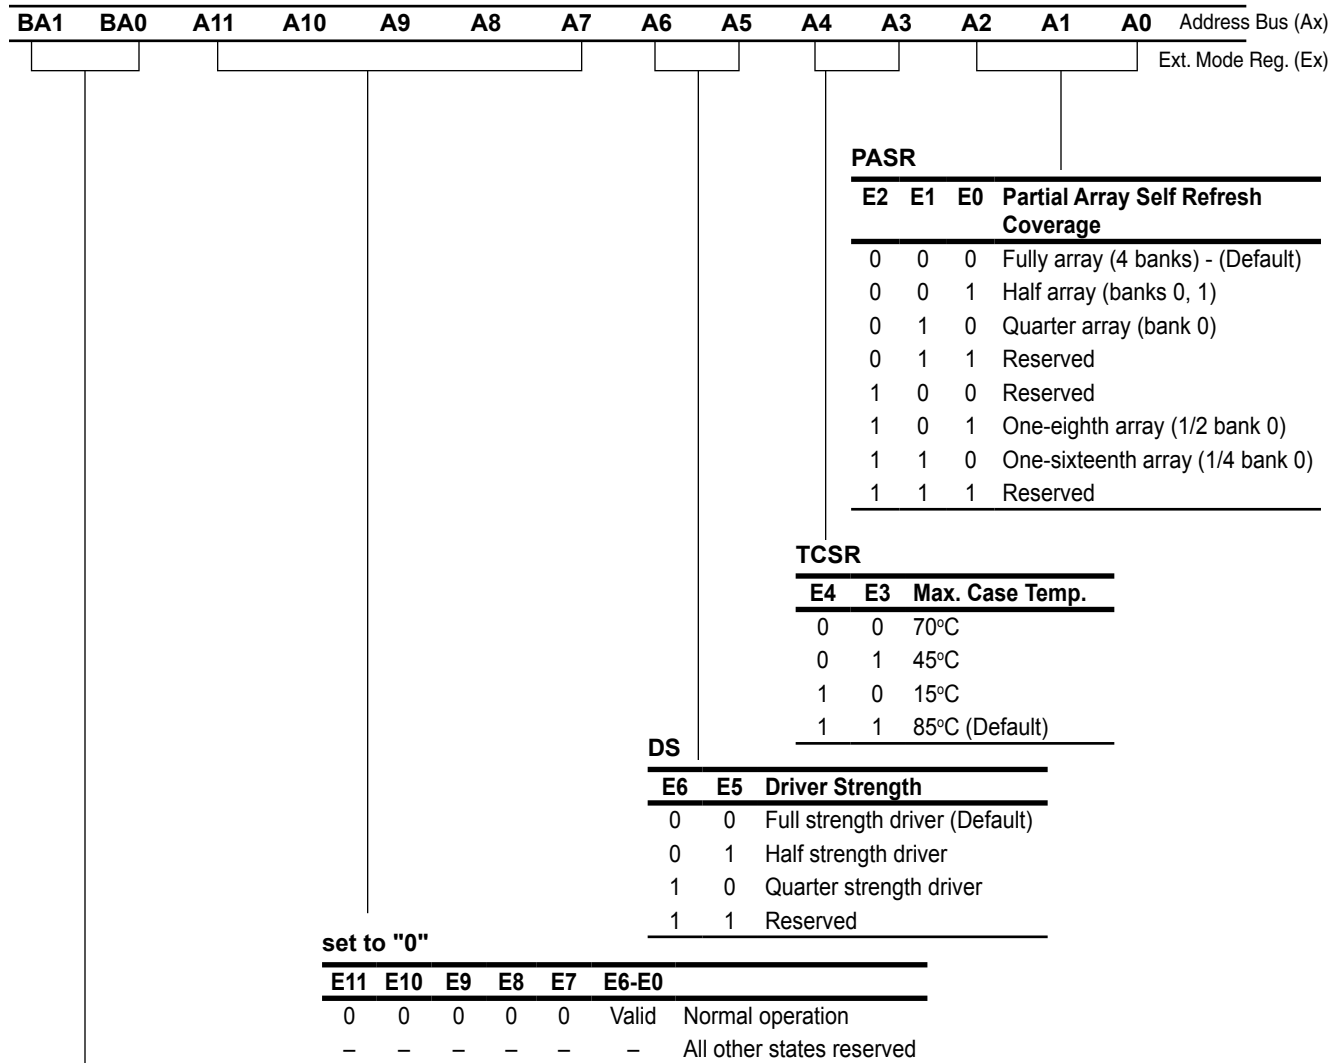 BA1 BA0 A11 A10 A9 A8 A7 A6 A5 A4 A3 A2 A1 A0 Address Bus (Ax)
Ext. Mode Reg. (Ex)
PASR
E2 E1 E0 Partial Array Self Refresh
Coverage
0 0 0 Fully array (4 banks) - (Default)
0 0 1 Half array (banks 0, 1)
0 1 0 Quarter array (bank 0)
0 1 1 Reserved
1 0 0 Reserved
1 0 1 One-eighth array (1/2 bank 0)
1 1 0 One-sixteenth array (1/4 bank 0)
1 1 1 Reserved
TCSR
E4 E3 Max. Case Temp.
0 0 70°C
0 1 45°C
1 0 15°C
1 1 85°C (Default)
DS
E6 E5 Driver Strength
0 0 Full strength driver (Default)
0 1 Half strength driver
1 0 Quarter strength driver
1 1 Reserved
set to "0"
E11 E10 E9 E8 E7 E6-E0
0 0 0 0 0 Valid Normal operation
– – – – – – All other states reserved